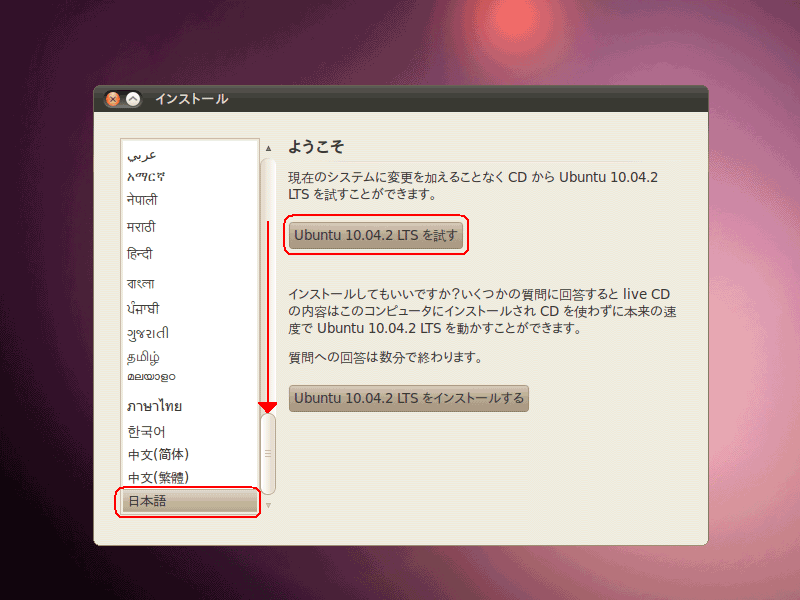 インストール
عربي
አማርኛ
नेपाली
मराठी
हिन्दी
বাংলা
ਪੰਜਾਬੀ
ગુજરાતી
தமிழ்
മലയാളം
ภาษาไทย
한국어
中文(简体)
中文(繁體)
日本語
ようこそ
現在のシステムに変更を加えることなく CD から Ubuntu 10.04.2
LTS を試すことができます。
Ubuntu 10.04.2 LTS を試す
インストールしてもいいですか？いくつかの質問に回答すると live CD
の内容はこのコンピュータにインストールされ CD を使わずに本来の速
度で Ubuntu 10.04.2 LTS を動かすことができます。
質問への回答は数分で終わります。
Ubuntu 10.04.2 LTS をインストールする